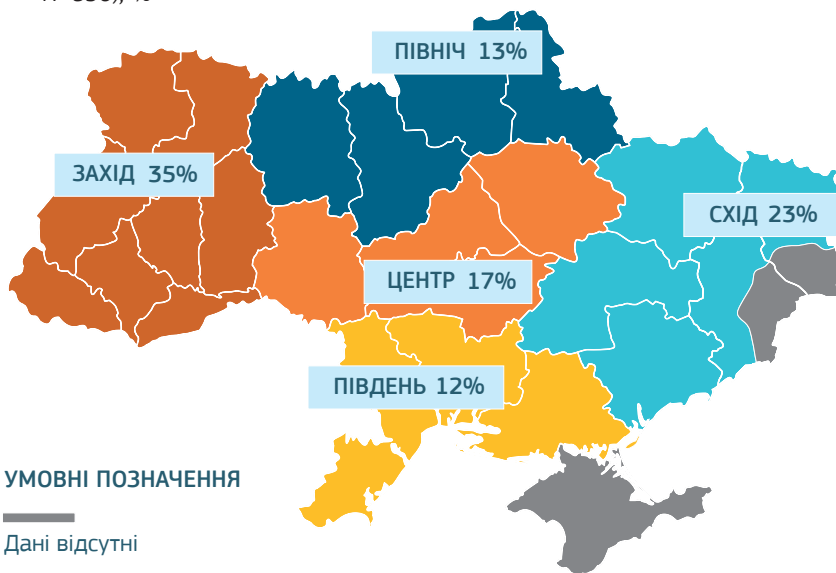 ПІВНІЧ 13%
ЗАХІД 35%
СХІД 23%
ЦЕНТР 17%
ПІВДЕНЬ 12%
УМОВНІ ПОЗНАЧЕННЯ
Дані відсутні